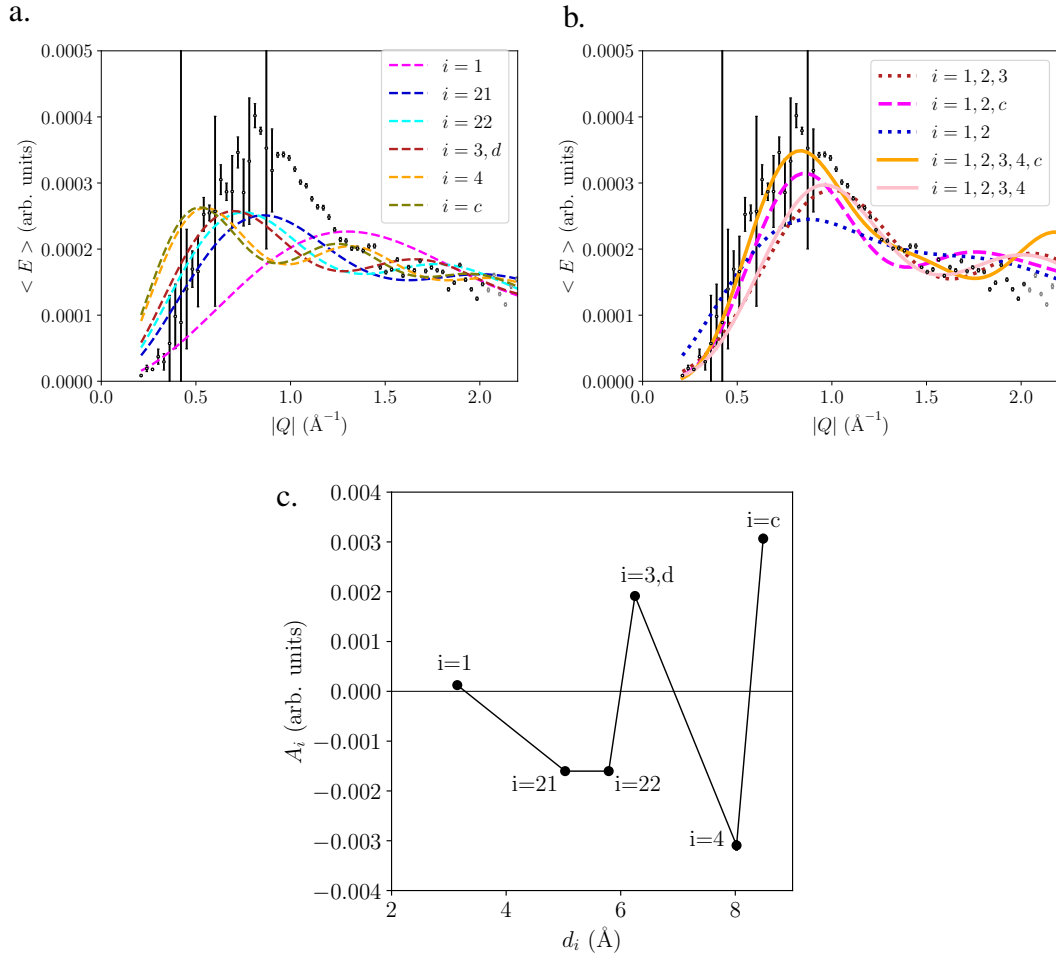 a.
b.
0.0005
0.0004
0.0003
0.0002
0.0001
0.0000
< E > (arb. units)
0.0 0.5 1.0 1.5 2.0
|Q| (Å⁻¹)
i = 1
i = 21
i = 22
i = 3, d
i = 4
i = c
0.0005
0.0004
0.0003
0.0002
0.0001
0.0000
< E > (arb. units)
0.0 0.5 1.0 1.5 2.0
|Q| (Å⁻¹)
i = 1, 2, 3
i = 1, 2, c
i = 1, 2
i = 1, 2, 3, 4, c
i = 1, 2, 3, 4
c.
0.004
0.003
0.002
0.001
0.000
−0.001
−0.002
−0.003
−0.004
A_i (arb. units)
i=c
i=3,d
i=1
i=21
i=22
i=4
2 4 6 8
d_i (Å)